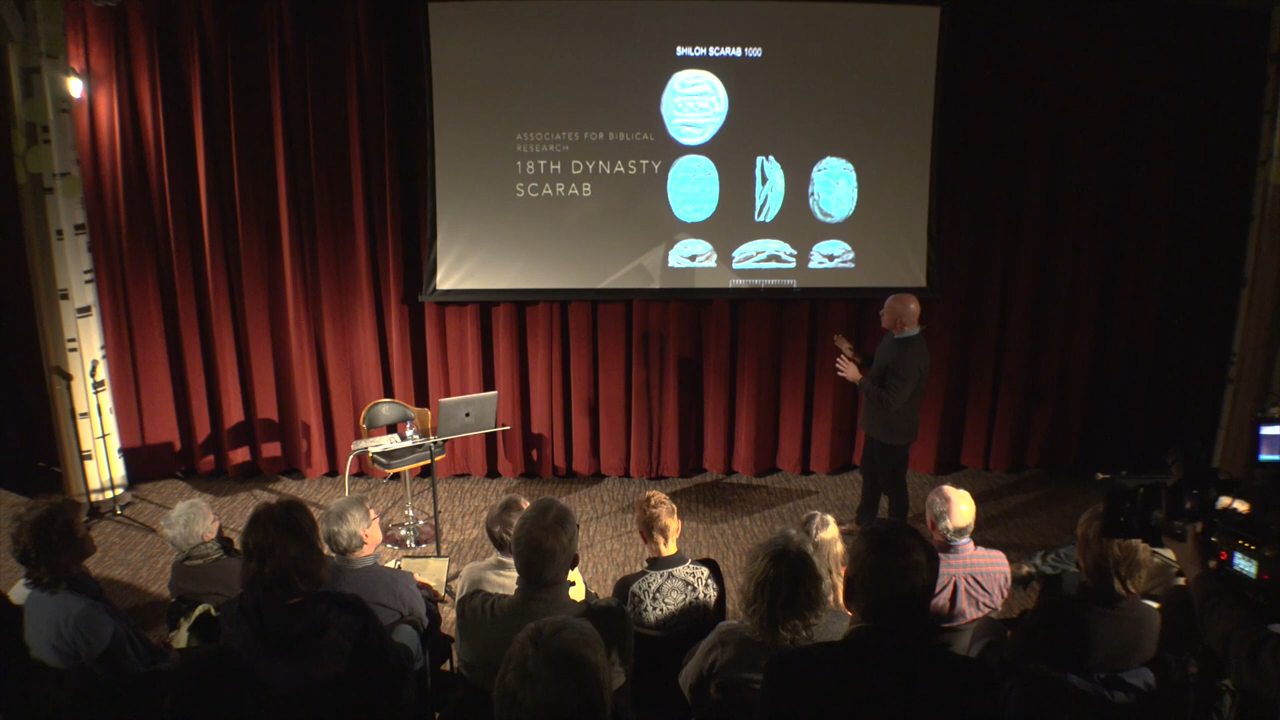 SHILOH SCARAB 1000
ASSOCIATES FOR BIBLICAL
RESEARCH
18TH DYNASTY
SCARAB